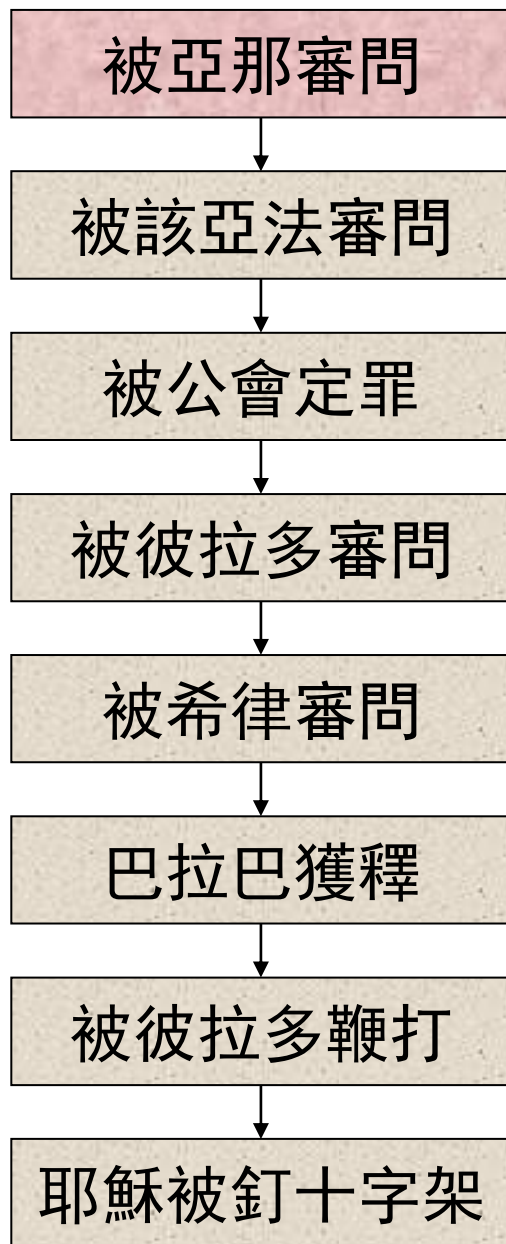 被亞那審問
被該亞法審問
被公會定罪
被彼拉多審問
被希律審問
巴拉巴獲釋
被彼拉多鞭打
耶穌被釘十字架